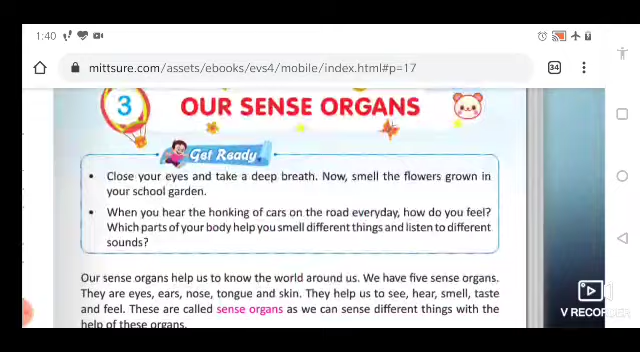 1:40
mittsure.com/assets/ebooks/evs4/mobile/index.html#p=17
34
3
OUR SENSE ORGANS
Get Ready
• Close your eyes and take a deep breath. Now, smell the flowers grown in
your school garden.
• When you hear the honking of cars on the road everyday, how do you feel?
Which parts of your body help you smell different things and listen to different
sounds?
Our sense organs help us to know the world around us. We have five sense organs.
They are eyes, ears, nose, tongue and skin. They help us to see, hear, smell, taste
and feel. These are called sense organs as we can sense different things with the
help of these organs.
V RECORDER